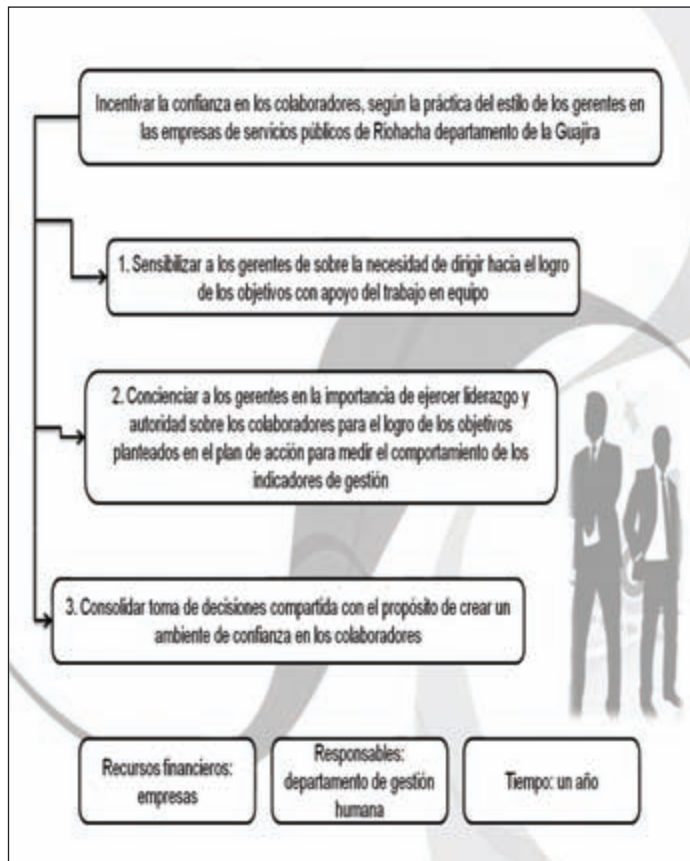 Incentivar la confianza en los colaboradores, según la práctica del estilo de los gerentes en
las empresas de servicios públicos de Riohacha departamento de la Guajira
1. Sensibilizar a los gerentes de sobre la necesidad de dirigir hacia el logro
de los objetivos con apoyo del trabajo en equipo
2. Concienciar a los gerentes en la importancia de ejercer liderazgo y
autoridad sobre los colaboradores para el logro de los objetivos
planteados en el plan de acción para medir el comportamiento de los
indicadores de gestión
3. Consolidar toma de decisiones compartida con el propósito de crear un
ambiente de confianza en los colaboradores
Recursos financieros:
empresas
Responsables:
departamento de gestión
humana
Tiempo: un año